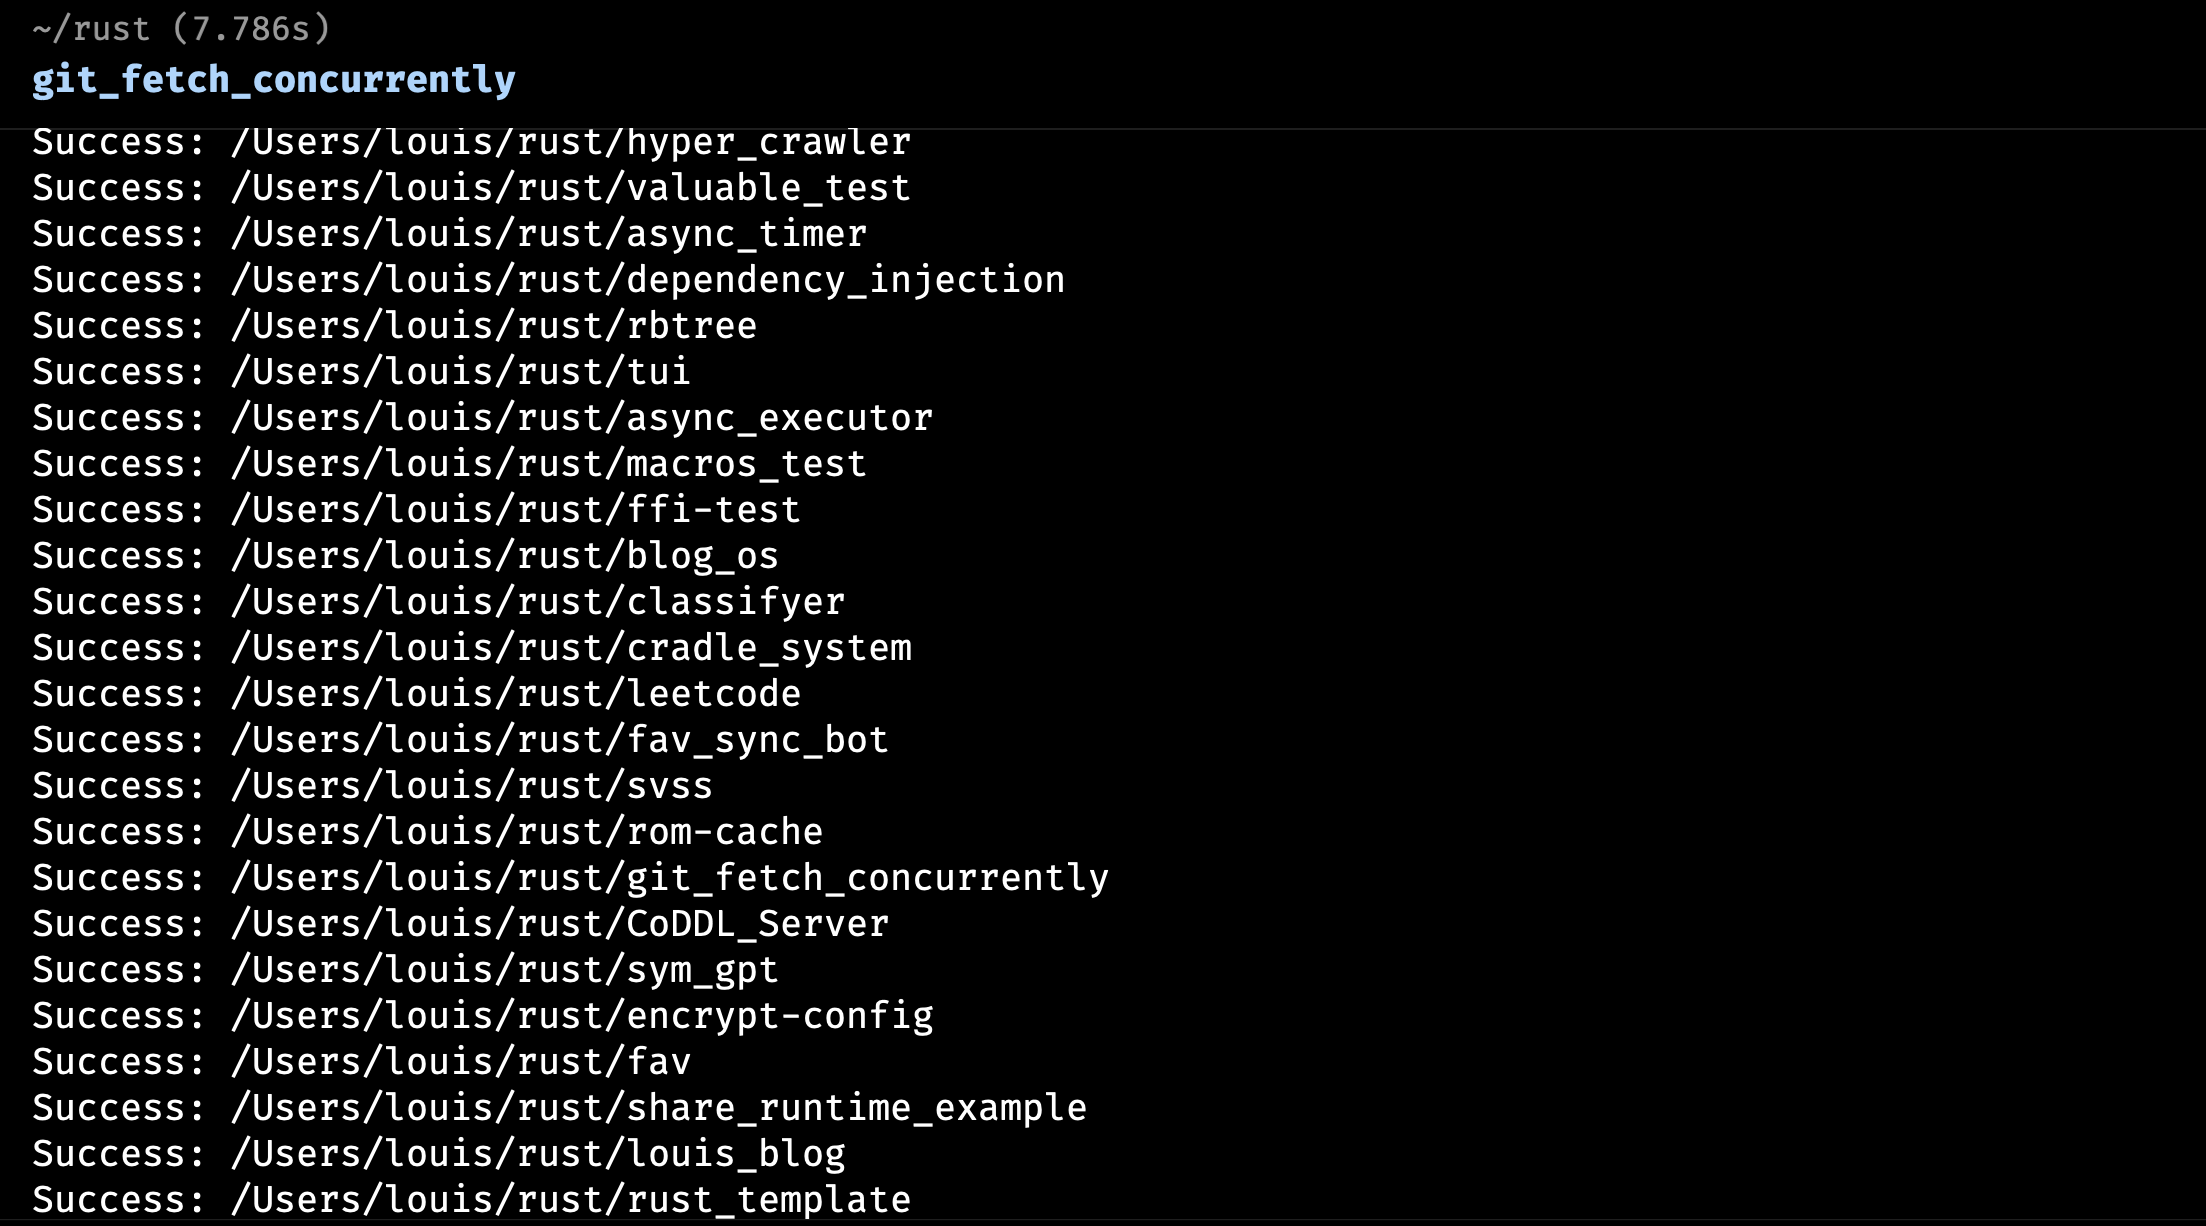 ~/rust (7.786s)
git_fetch_concurrently
Success: /Users/louis/rust/hyper_crawler
Success: /Users/louis/rust/valuable_test
Success: /Users/louis/rust/async_timer
Success: /Users/louis/rust/dependency_injection
Success: /Users/louis/rust/rbtree
Success: /Users/louis/rust/tui
Success: /Users/louis/rust/async_executor
Success: /Users/louis/rust/macros_test
Success: /Users/louis/rust/ffi-test
Success: /Users/louis/rust/blog_os
Success: /Users/louis/rust/classifyer
Success: /Users/louis/rust/cradle_system
Success: /Users/louis/rust/leetcode
Success: /Users/louis/rust/fav_sync_bot
Success: /Users/louis/rust/svss
Success: /Users/louis/rust/rom-cache
Success: /Users/louis/rust/git_fetch_concurrently
Success: /Users/louis/rust/CoDDL_Server
Success: /Users/louis/rust/sym_gpt
Success: /Users/louis/rust/encrypt-config
Success: /Users/louis/rust/fav
Success: /Users/louis/rust/share_runtime_example
Success: /Users/louis/rust/louis_blog
Success: /Users/louis/rust/rust_template